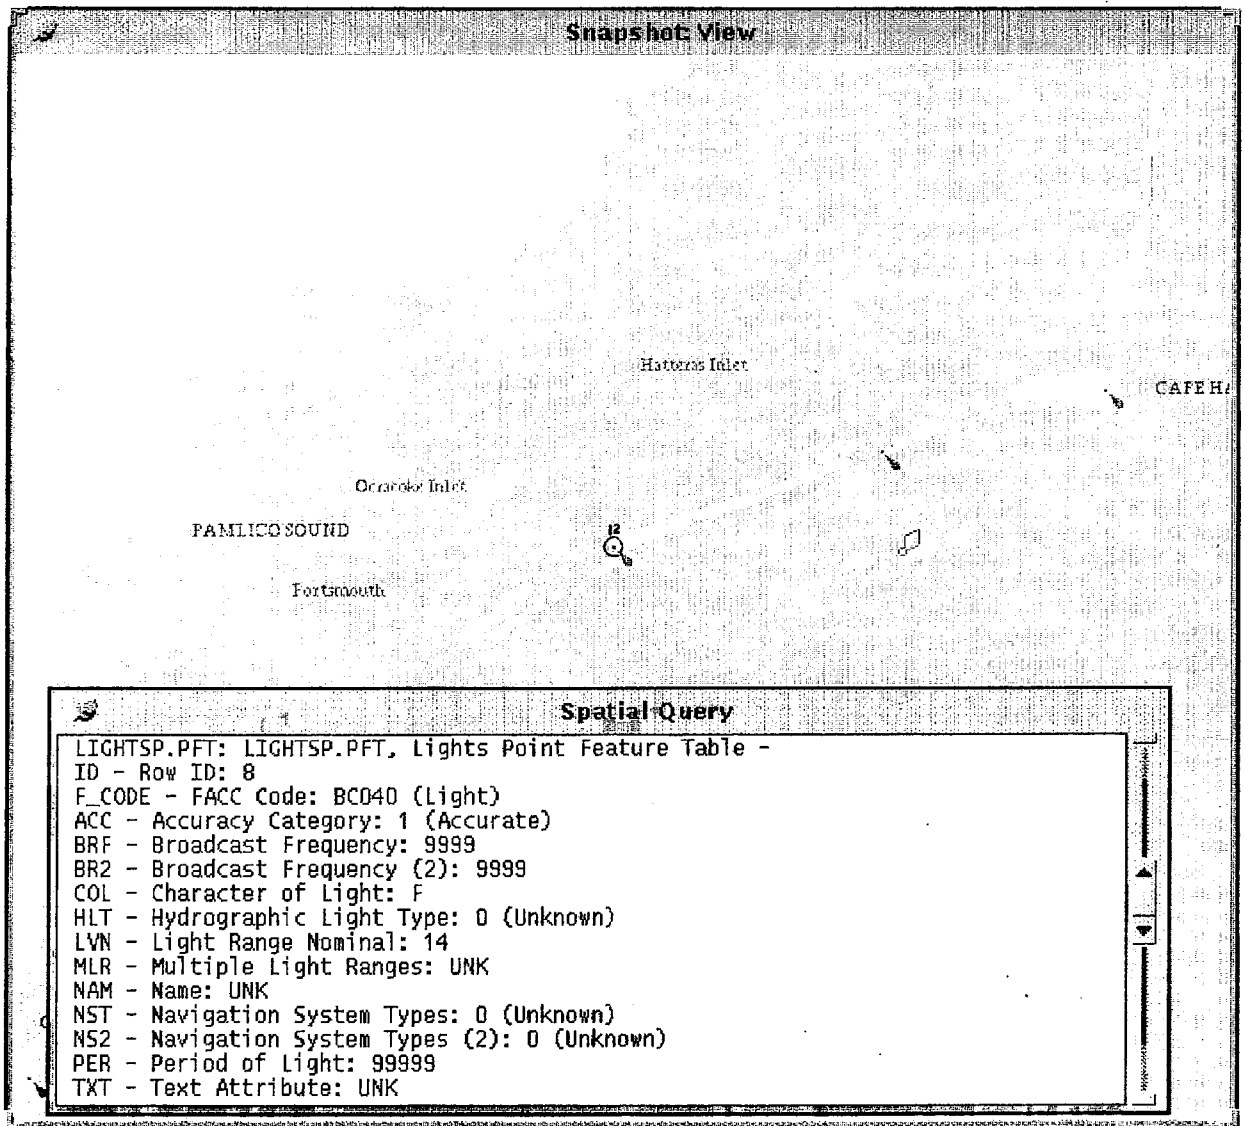 Snapshot: View
Hatteras Inlet
CAPE HA
Ocracoke Inlet
PAMLICO SOUND
12
Portsmouth
Spatial Query
LIGHTSP.PFT: LIGHTSP.PFT, Lights Point Feature Table -
ID - Row ID: 8
F_CODE - FACC Code: BC040 (Light)
ACC - Accuracy Category: 1 (Accurate)
BRF - Broadcast Frequency: 9999
BR2 - Broadcast Frequency (2): 9999
COL - Character of Light: F
HLT - Hydrographic Light Type: 0 (Unknown)
LVN - Light Range Nominal: 14
MLR - Multiple Light Ranges: UNK
NAM - Name: UNK
NST - Navigation System Types: 0 (Unknown)
NS2 - Navigation System Types (2): 0 (Unknown)
PER - Period of Light: 99999
TXT - Text Attribute: UNK